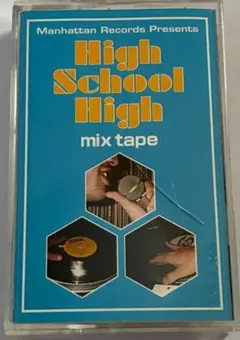 Manhattan Records Presents
High
School
High
mix tape